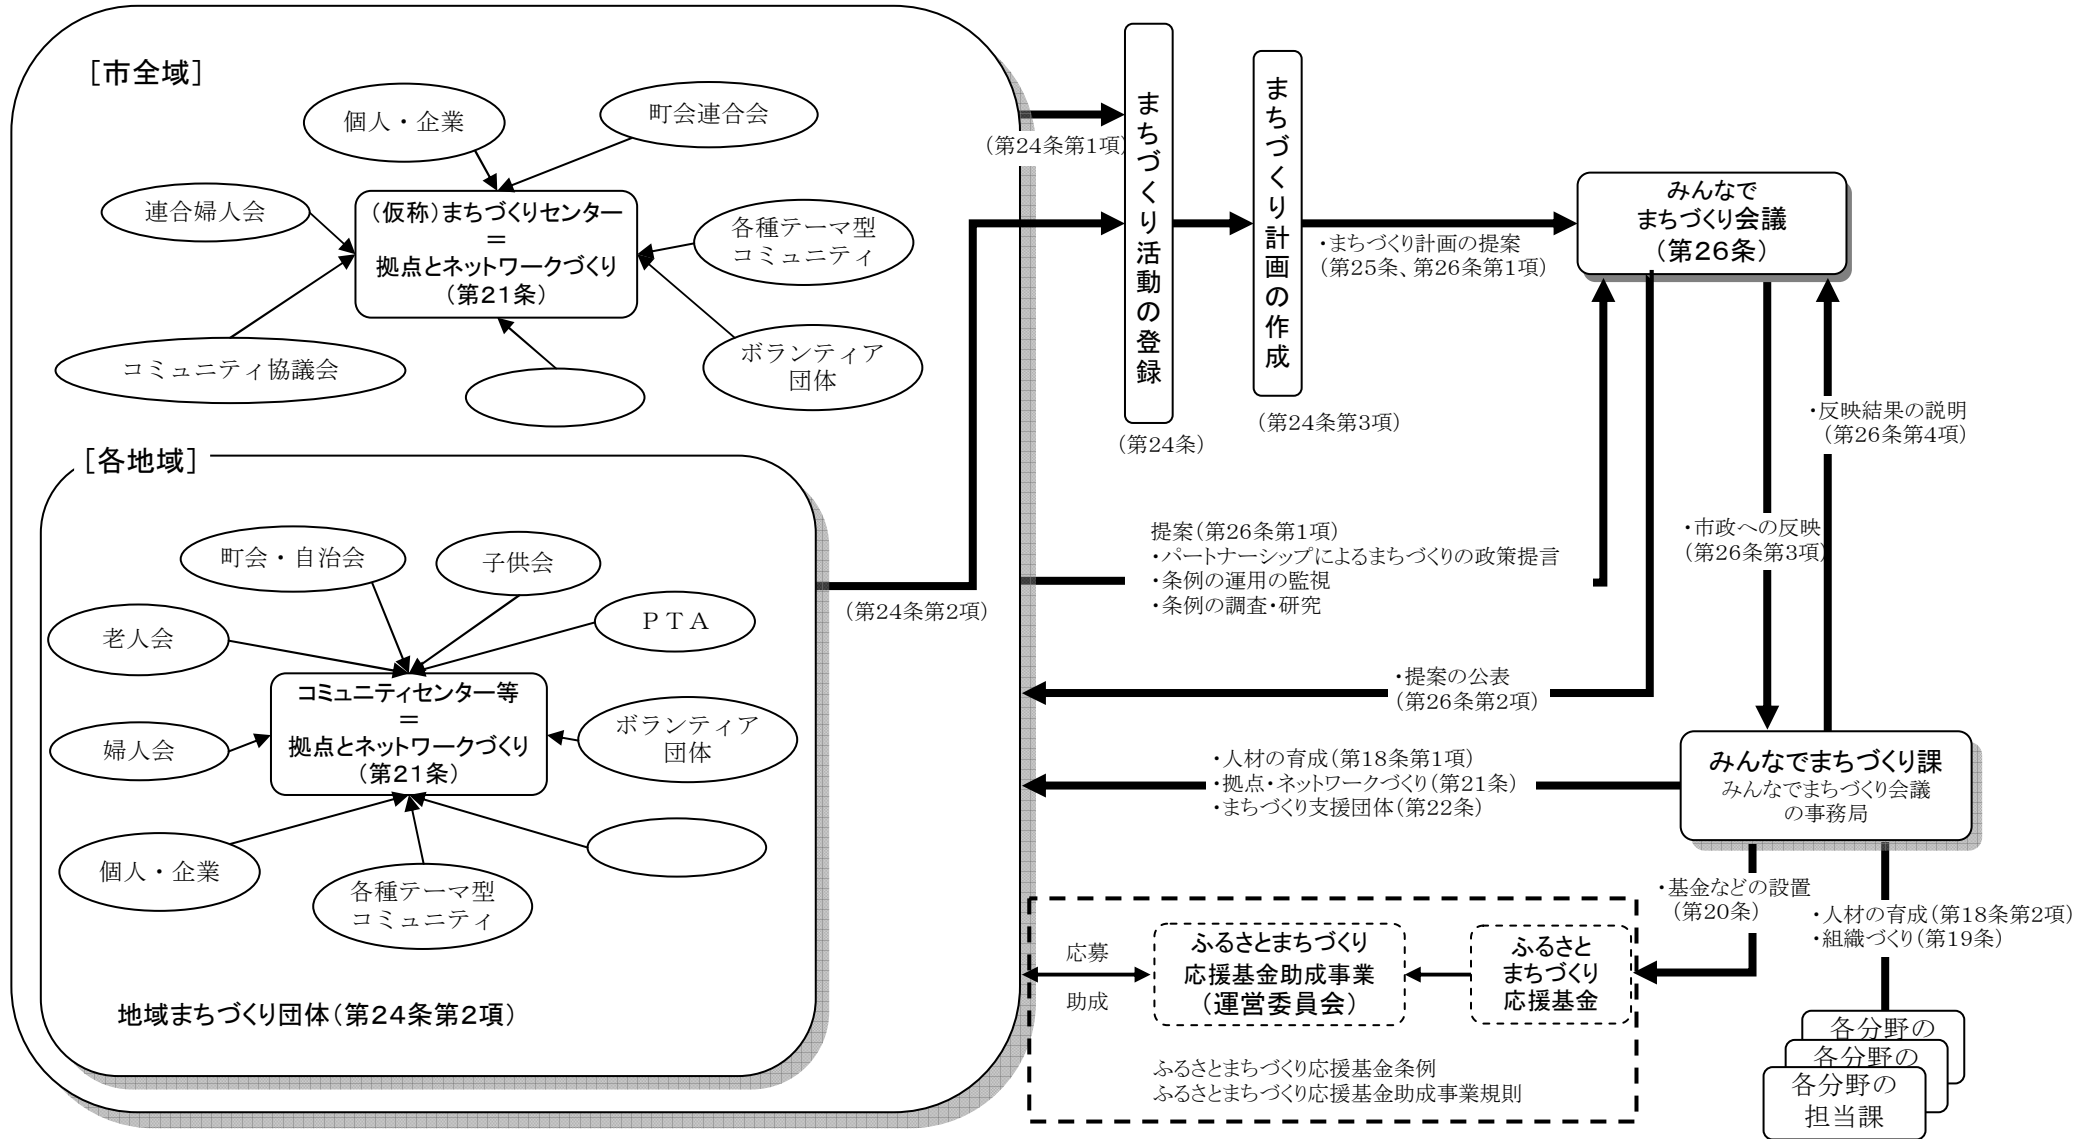 ［市全域］
個人・企業
町会連合会
連合婦人会
（仮称）まちづくりセンター
＝
拠点とネットワークづくり
（第２１条）
各種テーマ型
コミュニティ
コミュニティ協議会
ボランティア
団体
［各地域］
町会・自治会
子供会
老人会
ＰＴＡ
コミュニティセンター等
＝
拠点とネットワークづくり
（第２１条）
婦人会
ボランティア
団体
個人・企業
各種テーマ型
コミュニティ
地域まちづくり団体（第２４条第２項）
（第２４条第１項）
（第２４条第２項）
まちづくり活動の登録
（第２４条）
まちづくり計画の作成
（第２４条第３項）
・まちづくり計画の提案
（第２５条、第２６条第１項）
みんなで
まちづくり会議
（第２６条）
・反映結果の説明
（第２６条第４項）
・市政への反映
（第２６条第３項）
提案（第２６条第１項）
・パートナーシップによるまちづくりの政策提言
・条例の運用の監視
・条例の調査・研究
・提案の公表
（第２６条第２項）
・人材の育成（第１８条第１項）
・拠点・ネットワークづくり（第２１条）
・まちづくり支援団体（第２２条）
みんなでまちづくり課
みんなでまちづくり会議
の事務局
・基金などの設置
（第２０条）
・人材の育成（第１８条第２項）
・組織づくり（第１９条）
応募
助成
ふるさとまちづくり
応援基金助成事業
（運営委員会）
ふるさと
まちづくり
応援基金
ふるさとまちづくり応援基金条例
ふるさとまちづくり応援基金助成事業規則
各分野の
各分野の
各分野の
担当課